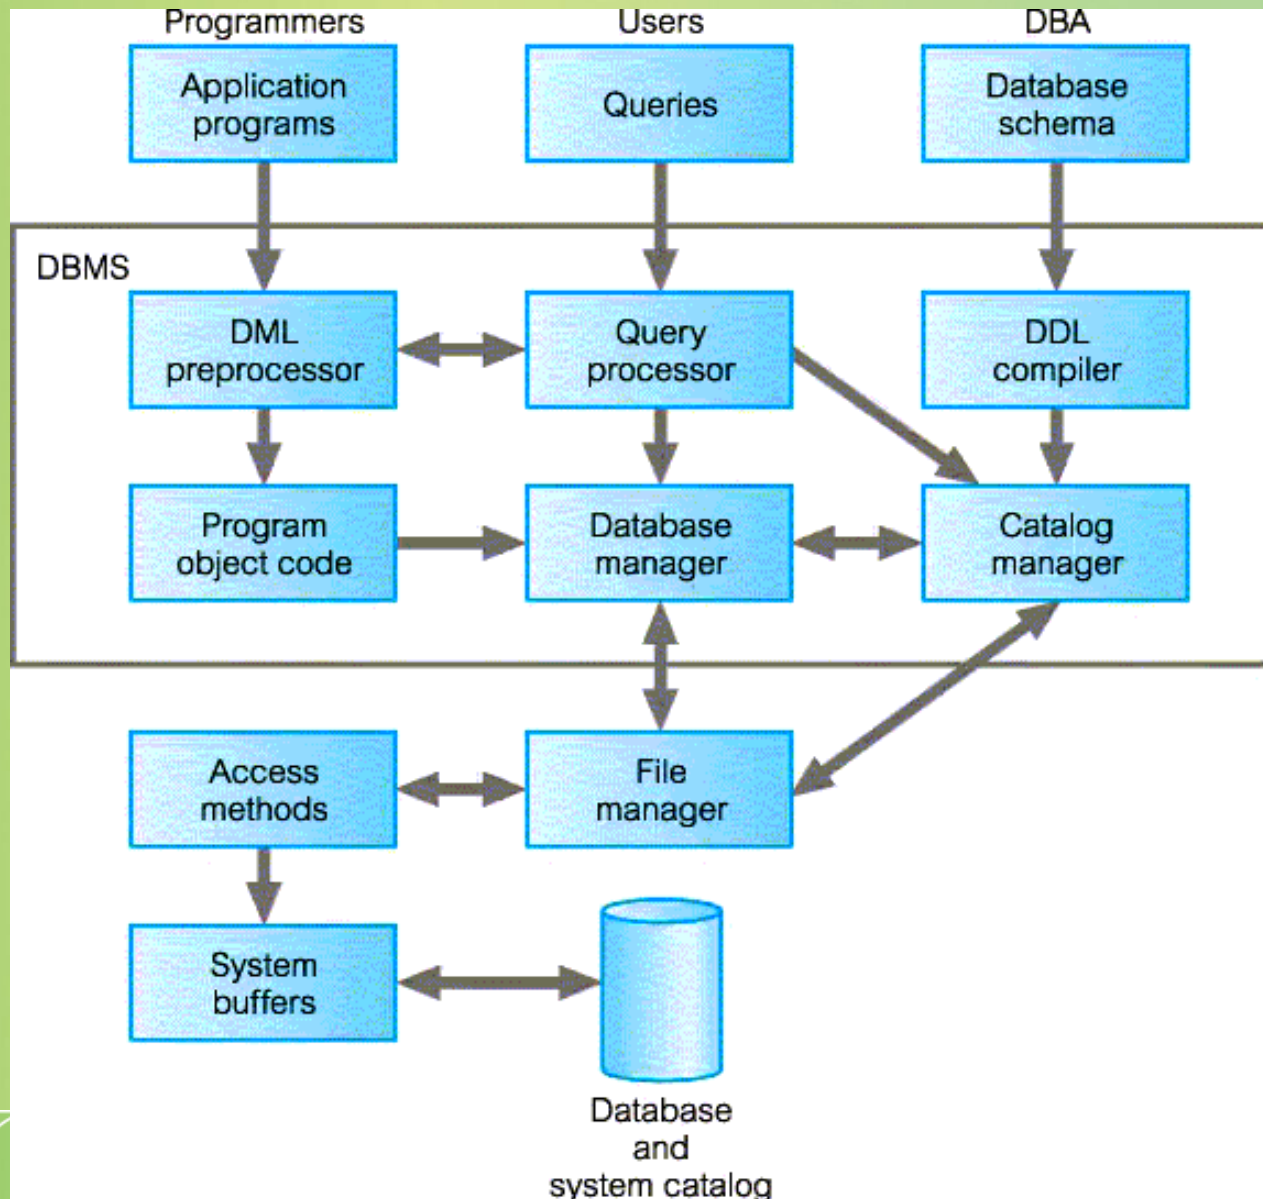 Programmers
Users
DBA
Application
programs
Queries
Database
schema
DBMS
DML
preprocessor
Query
processor
DDL
compiler
Program
object code
Database
manager
Catalog
manager
Access
methods
File
manager
System
buffers
Database
and
system catalog